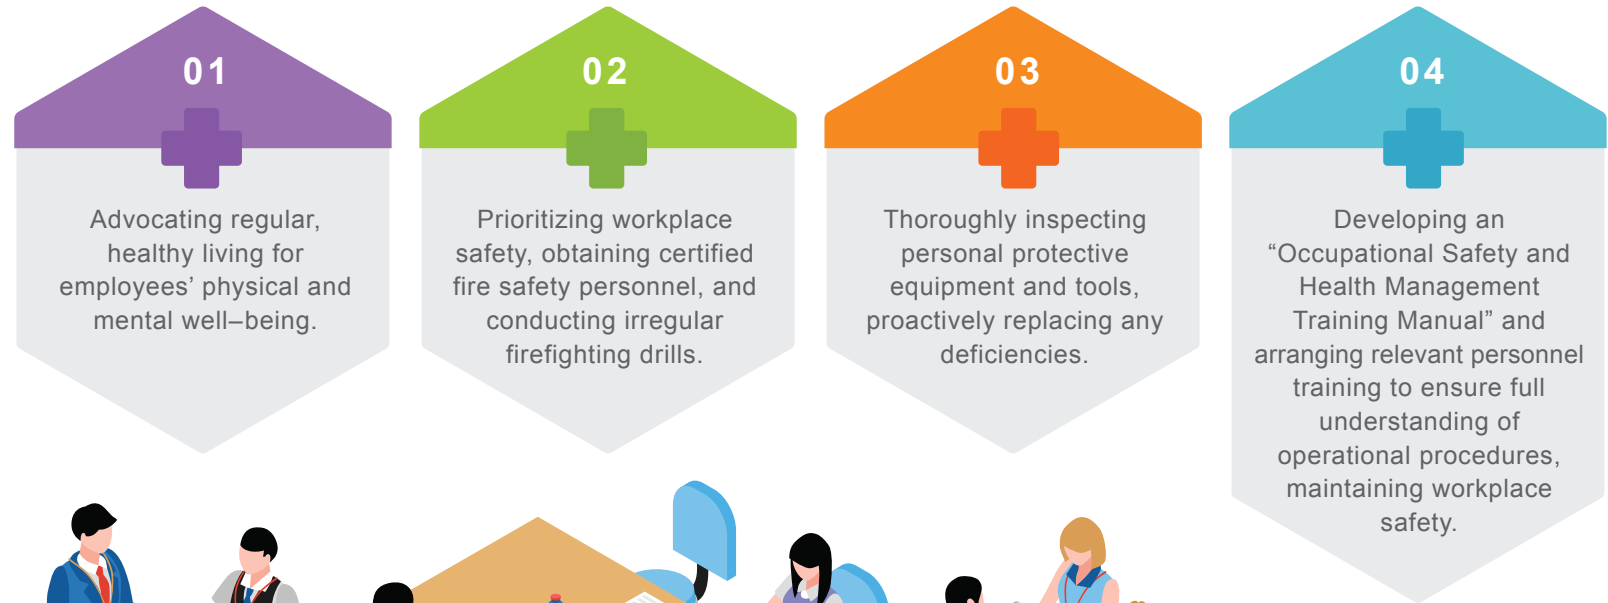 01
Advocating regular,
healthy living for
employees’ physical and
mental well–being.
02
Prioritizing workplace
safety, obtaining certified
fire safety personnel, and
conducting irregular
firefighting drills.
03
Thoroughly inspecting
personal protective
equipment and tools,
proactively replacing any
deficiencies.
04
Developing an
“Occupational Safety and
Health Management
Training Manual” and
arranging relevant personnel
training to ensure full
understanding of
operational procedures,
maintaining workplace
safety.